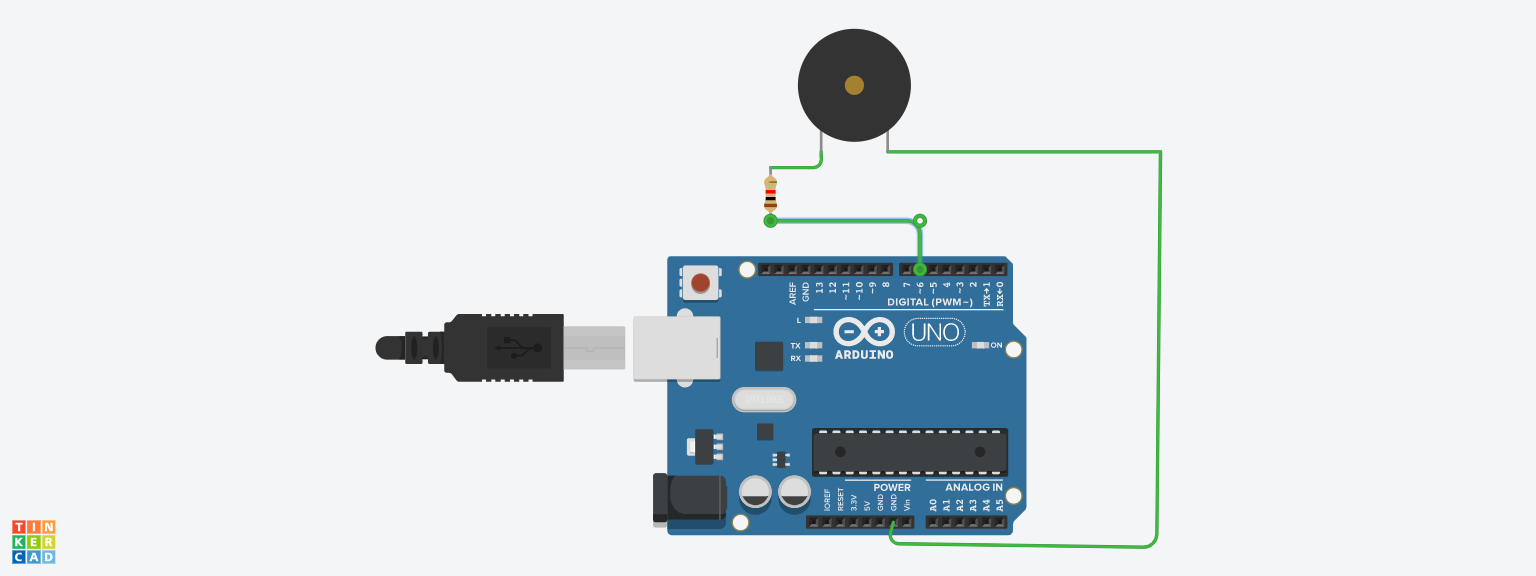 AREF
GND
13
12
~11
~10
~9
8
7
~6
~5
4
~3
2
TX→1
RX←0
DIGITAL (PWM~)
L
TX
RX
ARDUINO
UNO
ON
POWER
ANALOG IN
IOREF
RESET
3.3V
5V
GND
GND
Vin
A0
A1
A2
A3
A4
A5
TIN
KER
CAD